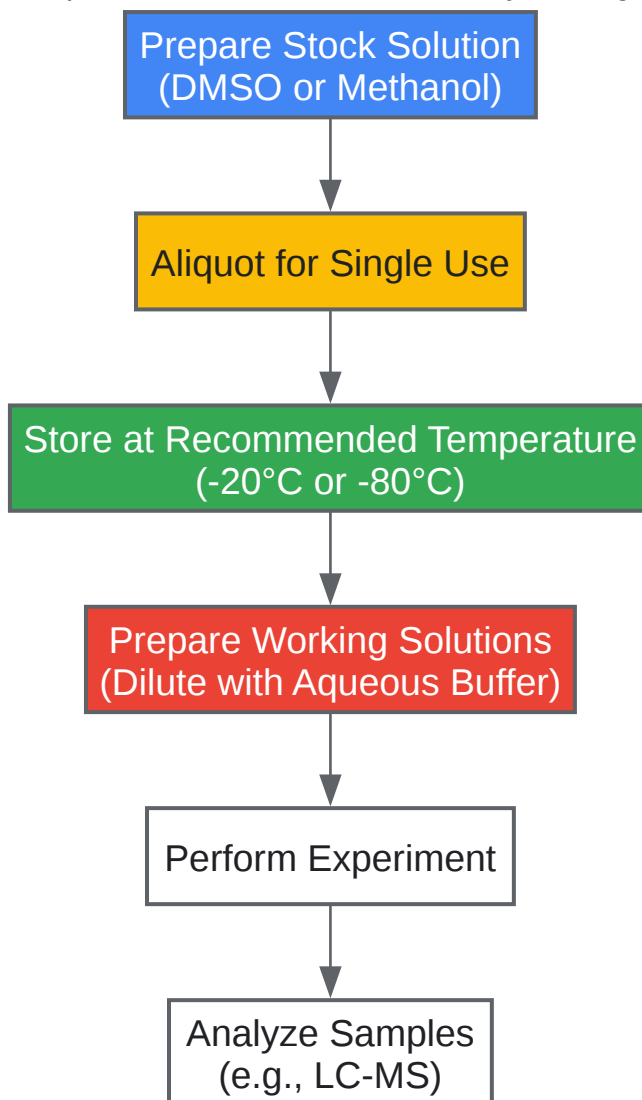 Prepare Stock Solution
(DMSO or Methanol)
Aliquot for Single Use
Store at Recommended Temperature
(-20°C or -80°C)
Prepare Working Solutions
(Dilute with Aqueous Buffer)
Perform Experiment
Analyze Samples
(e.g., LC-MS)